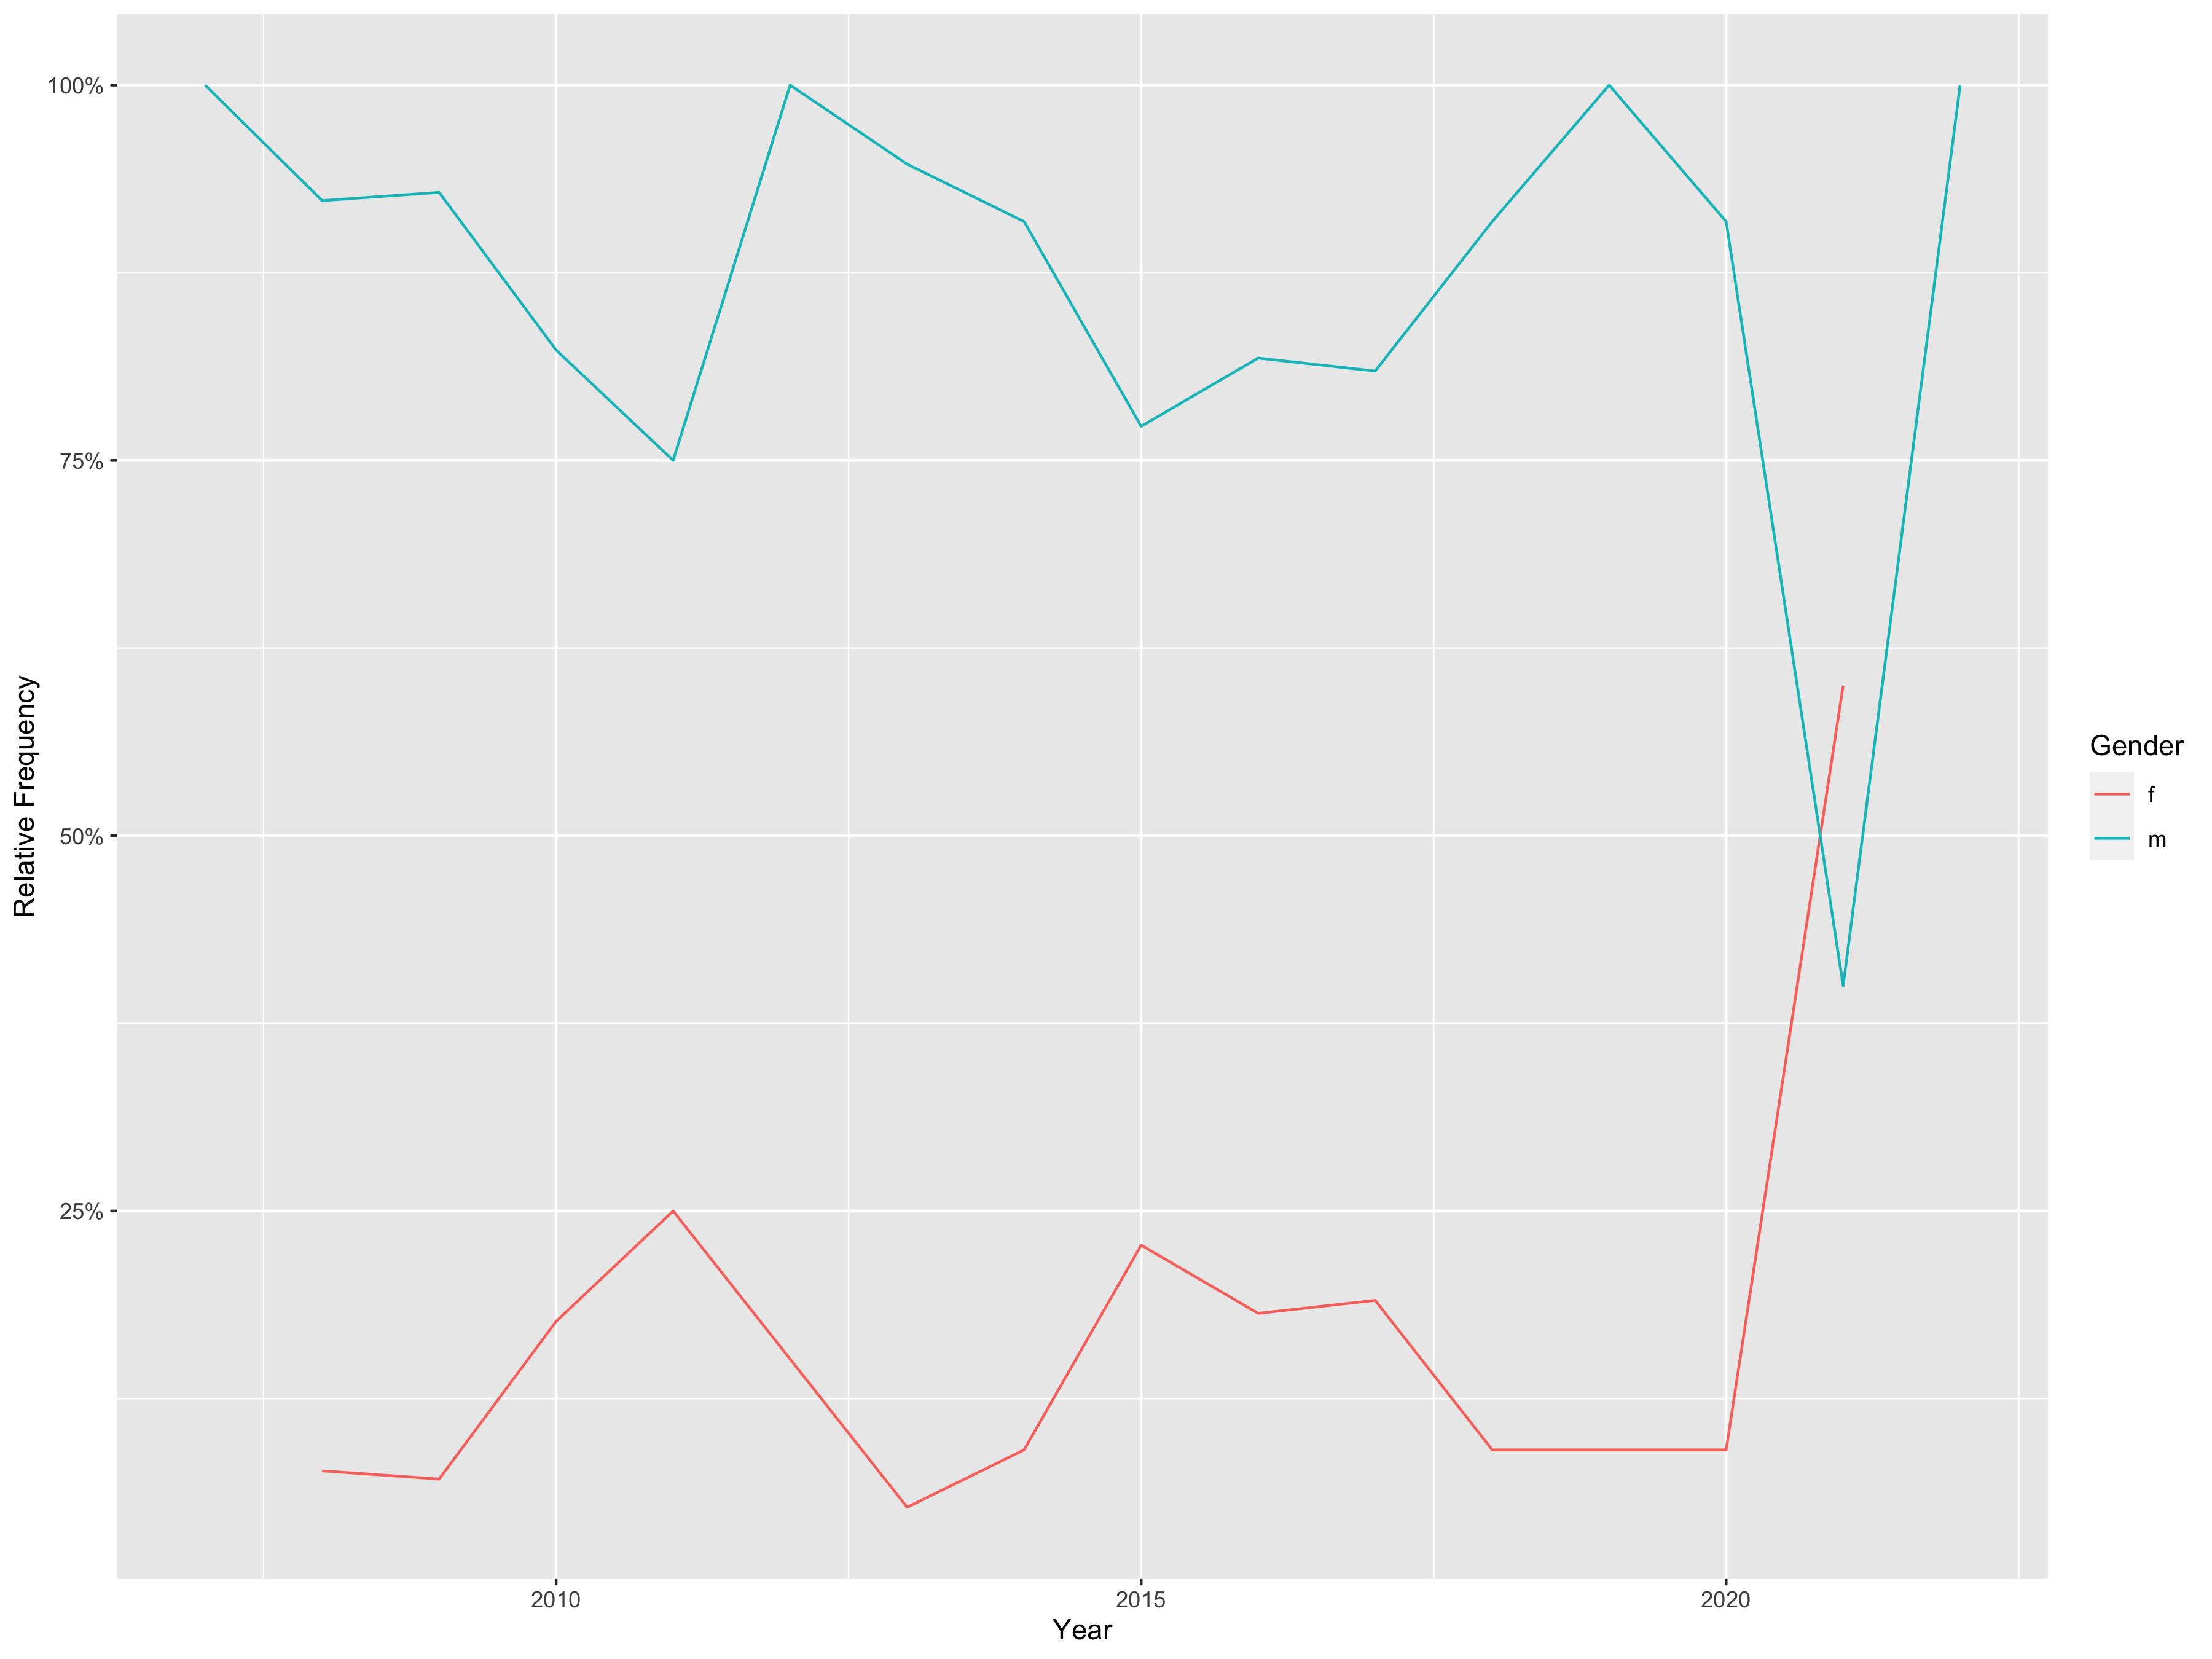 100%
75%
50%
25%
Relative Frequency
2010
2015
2020
Year
Gender
f
m